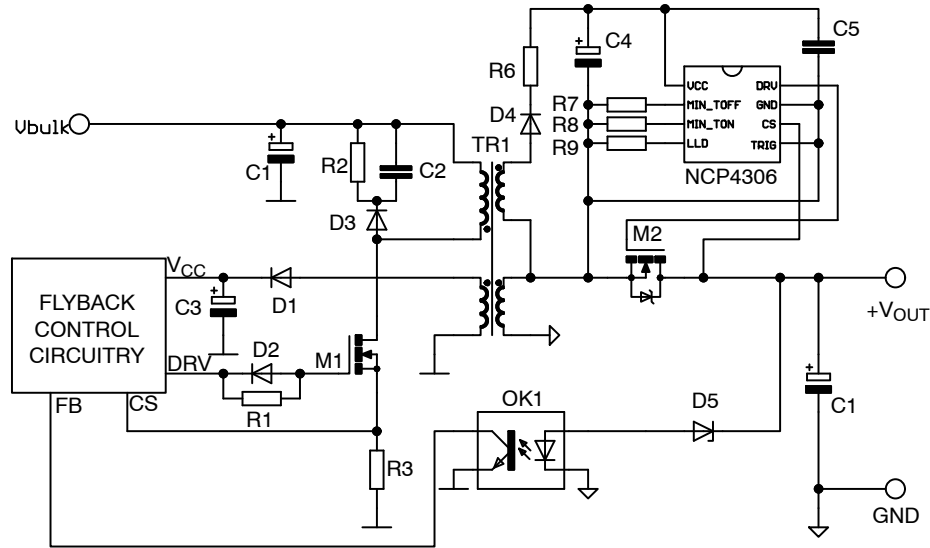 C4
C5
R6
VCC
DRV
R7
MIN_TOFF
GND
D4
R8
MIN_TON
CS
Vbulk
R9
LLD
TRIG
TR1
C1
R2
C2
NCP4306
D3
M2
VCC
D1
FLYBACK
CONTROL
CIRCUITRY
C3
+VOUT
DRV
D2
M1
R1
FB
CS
OK1
D5
C1
R3
GND